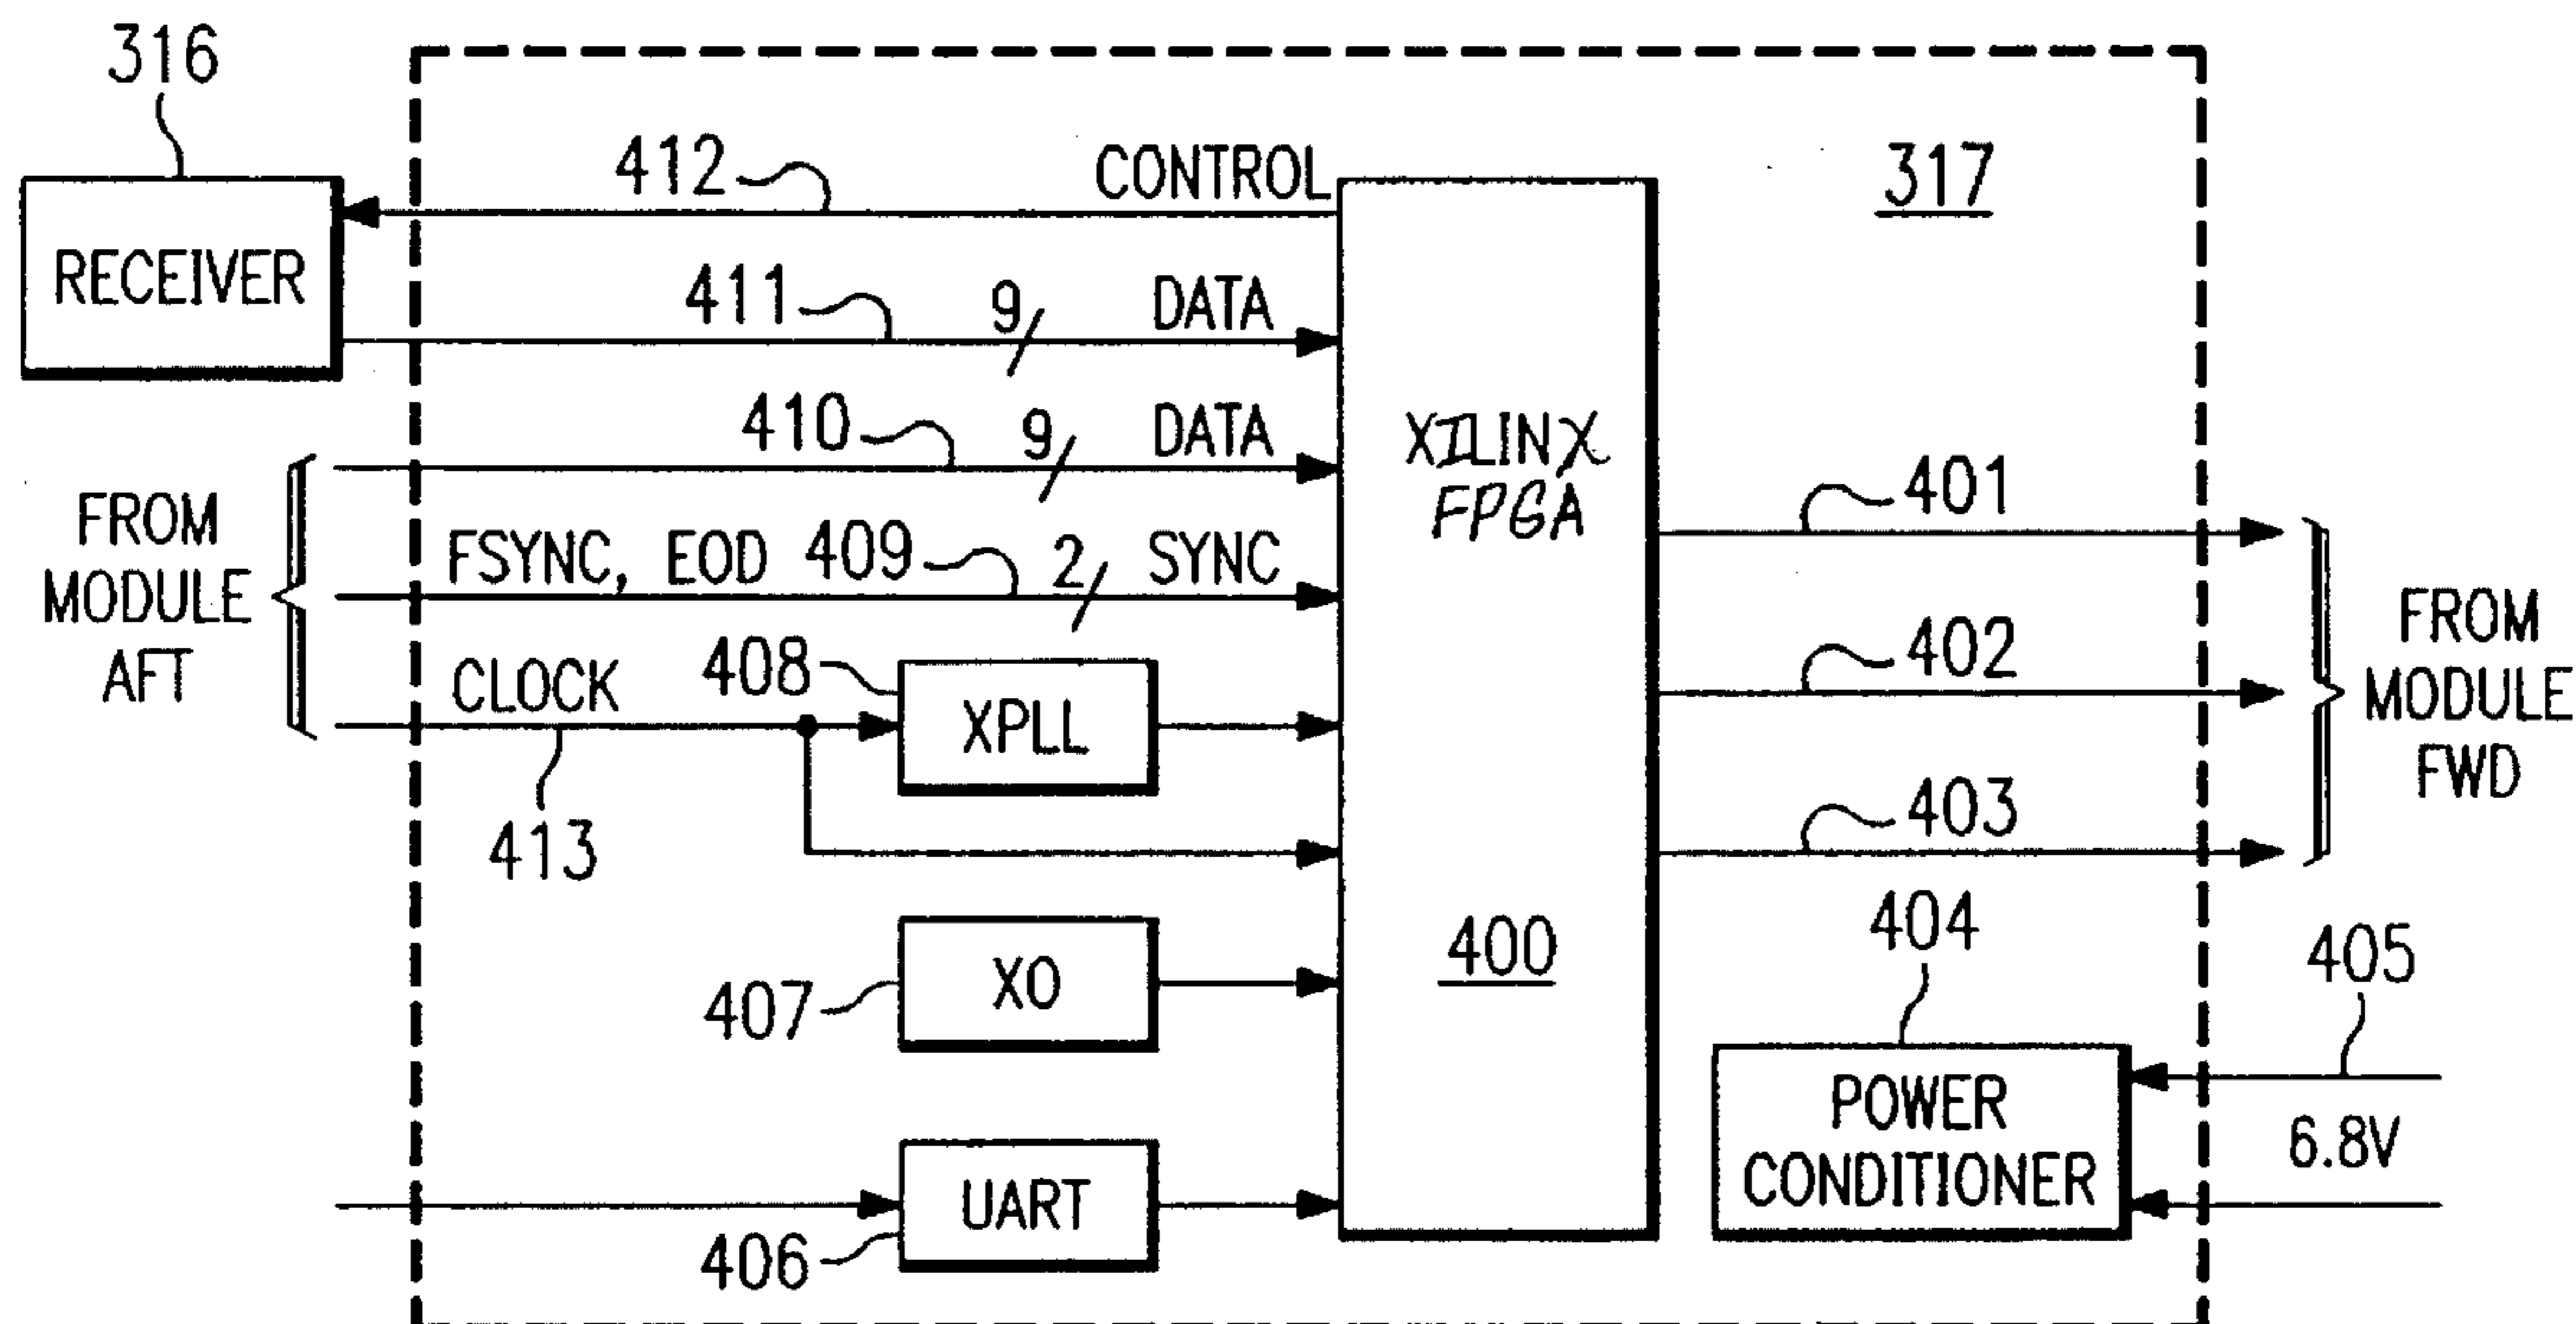 316
317
412
CONTROL
RECEIVER
411
9
DATA
410
9
DATA
XILINX
FPGA
400
FROM
MODULE
AFT
FSYNC, EOD
409
2
SYNC
CLOCK
413
408
XPLL
401
402
403
FROM
MODULE
FWD
407
XO
404
POWER
CONDITIONER
405
6.8V
406
UART